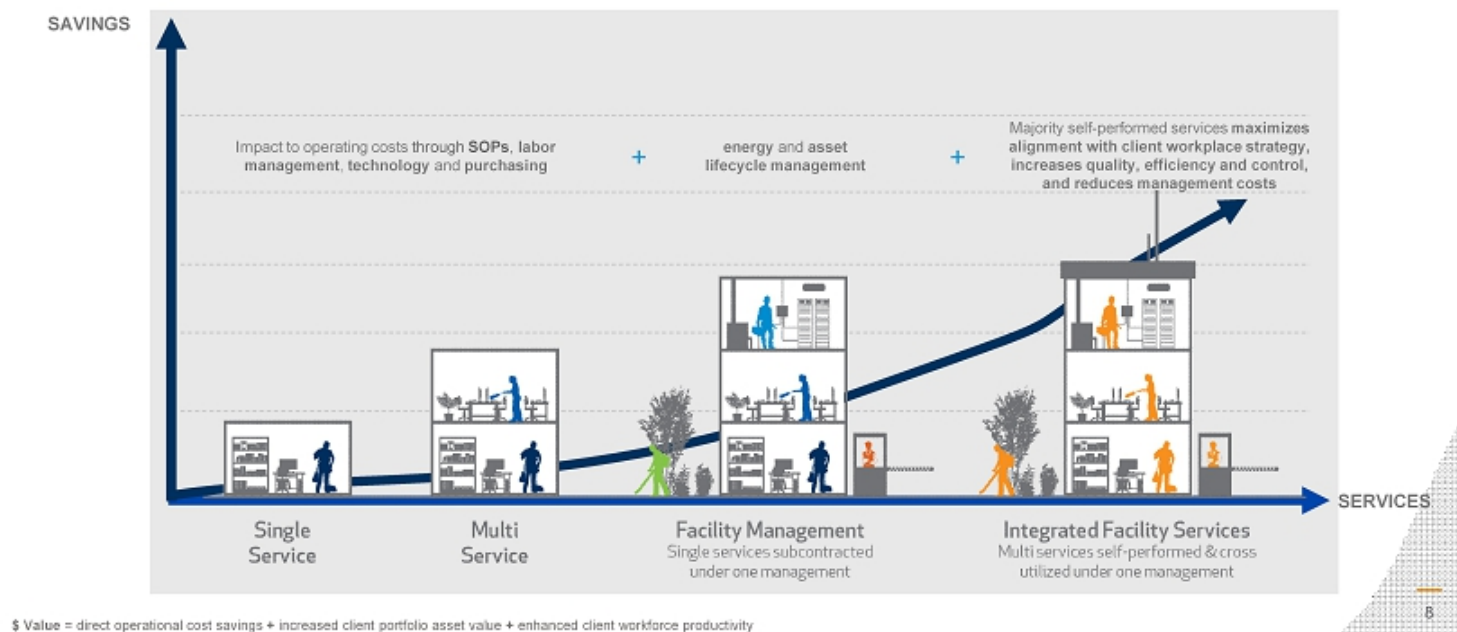 SAVINGS
Impact to operating costs through SOPs, labor
management, technology and purchasing
+
energy and asset
lifecycle management
+
Majority self-performed services maximizes
alignment with client workplace strategy,
increases quality, efficiency and control,
and reduces management costs
SERVICES
Single
Service
Multi
Service
Facility Management
Single services subcontracted
under one management
Integrated Facility Services
Multi services self-performed & cross
utilized under one management
8
$ Value = direct operational cost savings + increased client portfolio asset value + enhanced client workforce productivity